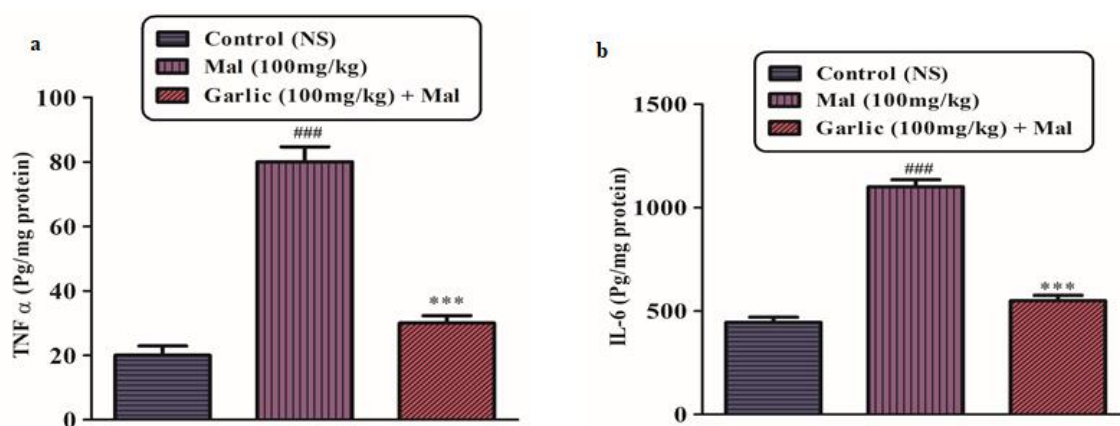 a
Control (NS)
Mal (100mg/kg)
Garlic (100mg/kg) + Mal
TNF α (Pg/mg protein)
100
80
60
40
20
0
###
***
b
Control (NS)
Mal (100mg/kg)
Garlic (100mg/kg) + Mal
IL-6 (Pg/mg protein)
1500
1000
500
0
###
***